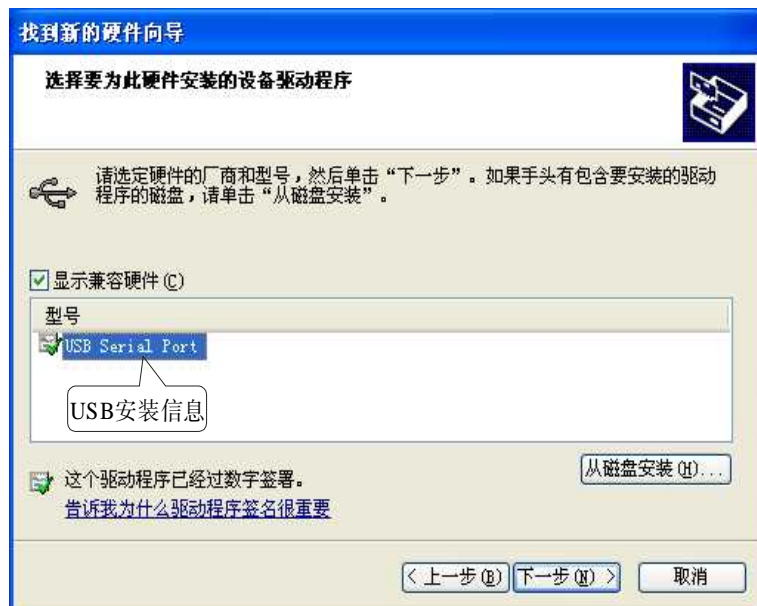 找到新的硬件向导
选择要为此硬件安装的设备驱动程序
请选定硬件的厂商和型号，然后单击“下一步”。如果手头有包含要安装的驱动
程序的磁盘，请单击“从磁盘安装”。
显示兼容硬件(C)
型号
USB Serial Port
USB安装信息
这个驱动程序已经过数字签署。
从磁盘安装(H)...
告诉我为什么驱动程序签名很重要
< 上一步(B) 下一步(N) > 取消